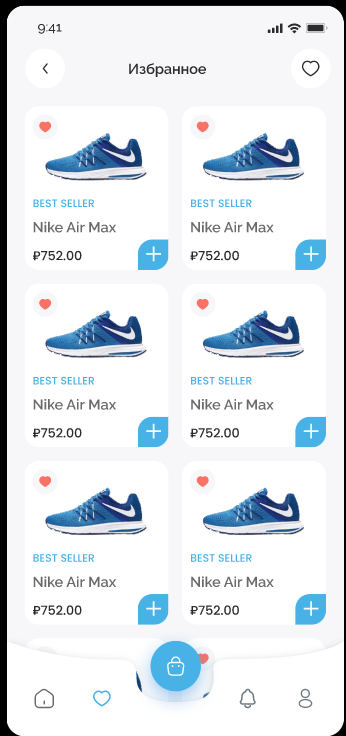 9:41
Избранное
BEST SELLER
BEST SELLER
Nike Air Max
Nike Air Max
₽752.00
₽752.00
BEST SELLER
BEST SELLER
Nike Air Max
Nike Air Max
₽752.00
₽752.00
BEST SELLER
BEST SELLER
Nike Air Max
Nike Air Max
₽752.00
₽752.00